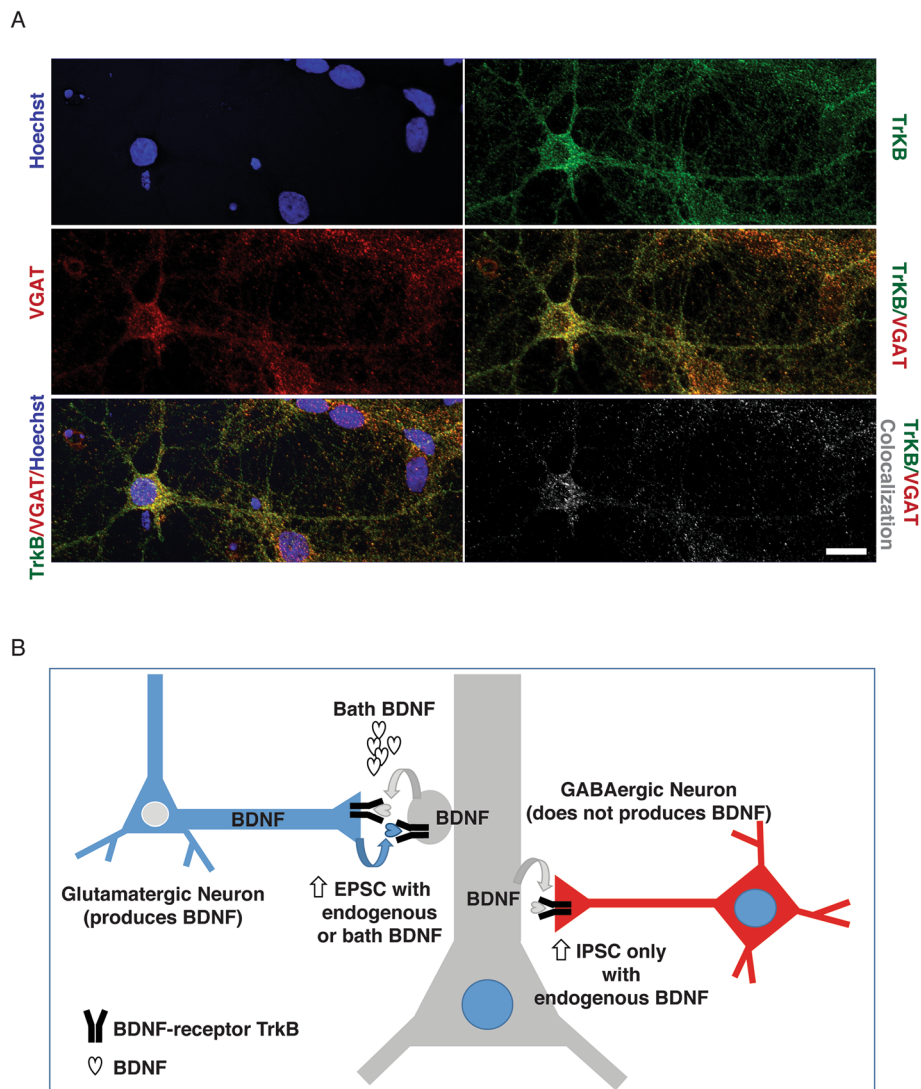 A
Hoechst
TrKB
VGAT
TrKB/VGAT
TrkB/VGAT/Hoechst
TrKB/VGAT
Colocalization
B
Bath BDNF
GABAergic Neuron
(does not produces BDNF)
BDNF
BDNF
Glutamatergic Neuron
(produces BDNF)
EPSC with
endogenous
or bath BDNF
BDNF
IPSC only
with
endogenous BDNF
BDNF-receptor TrkB
BDNF